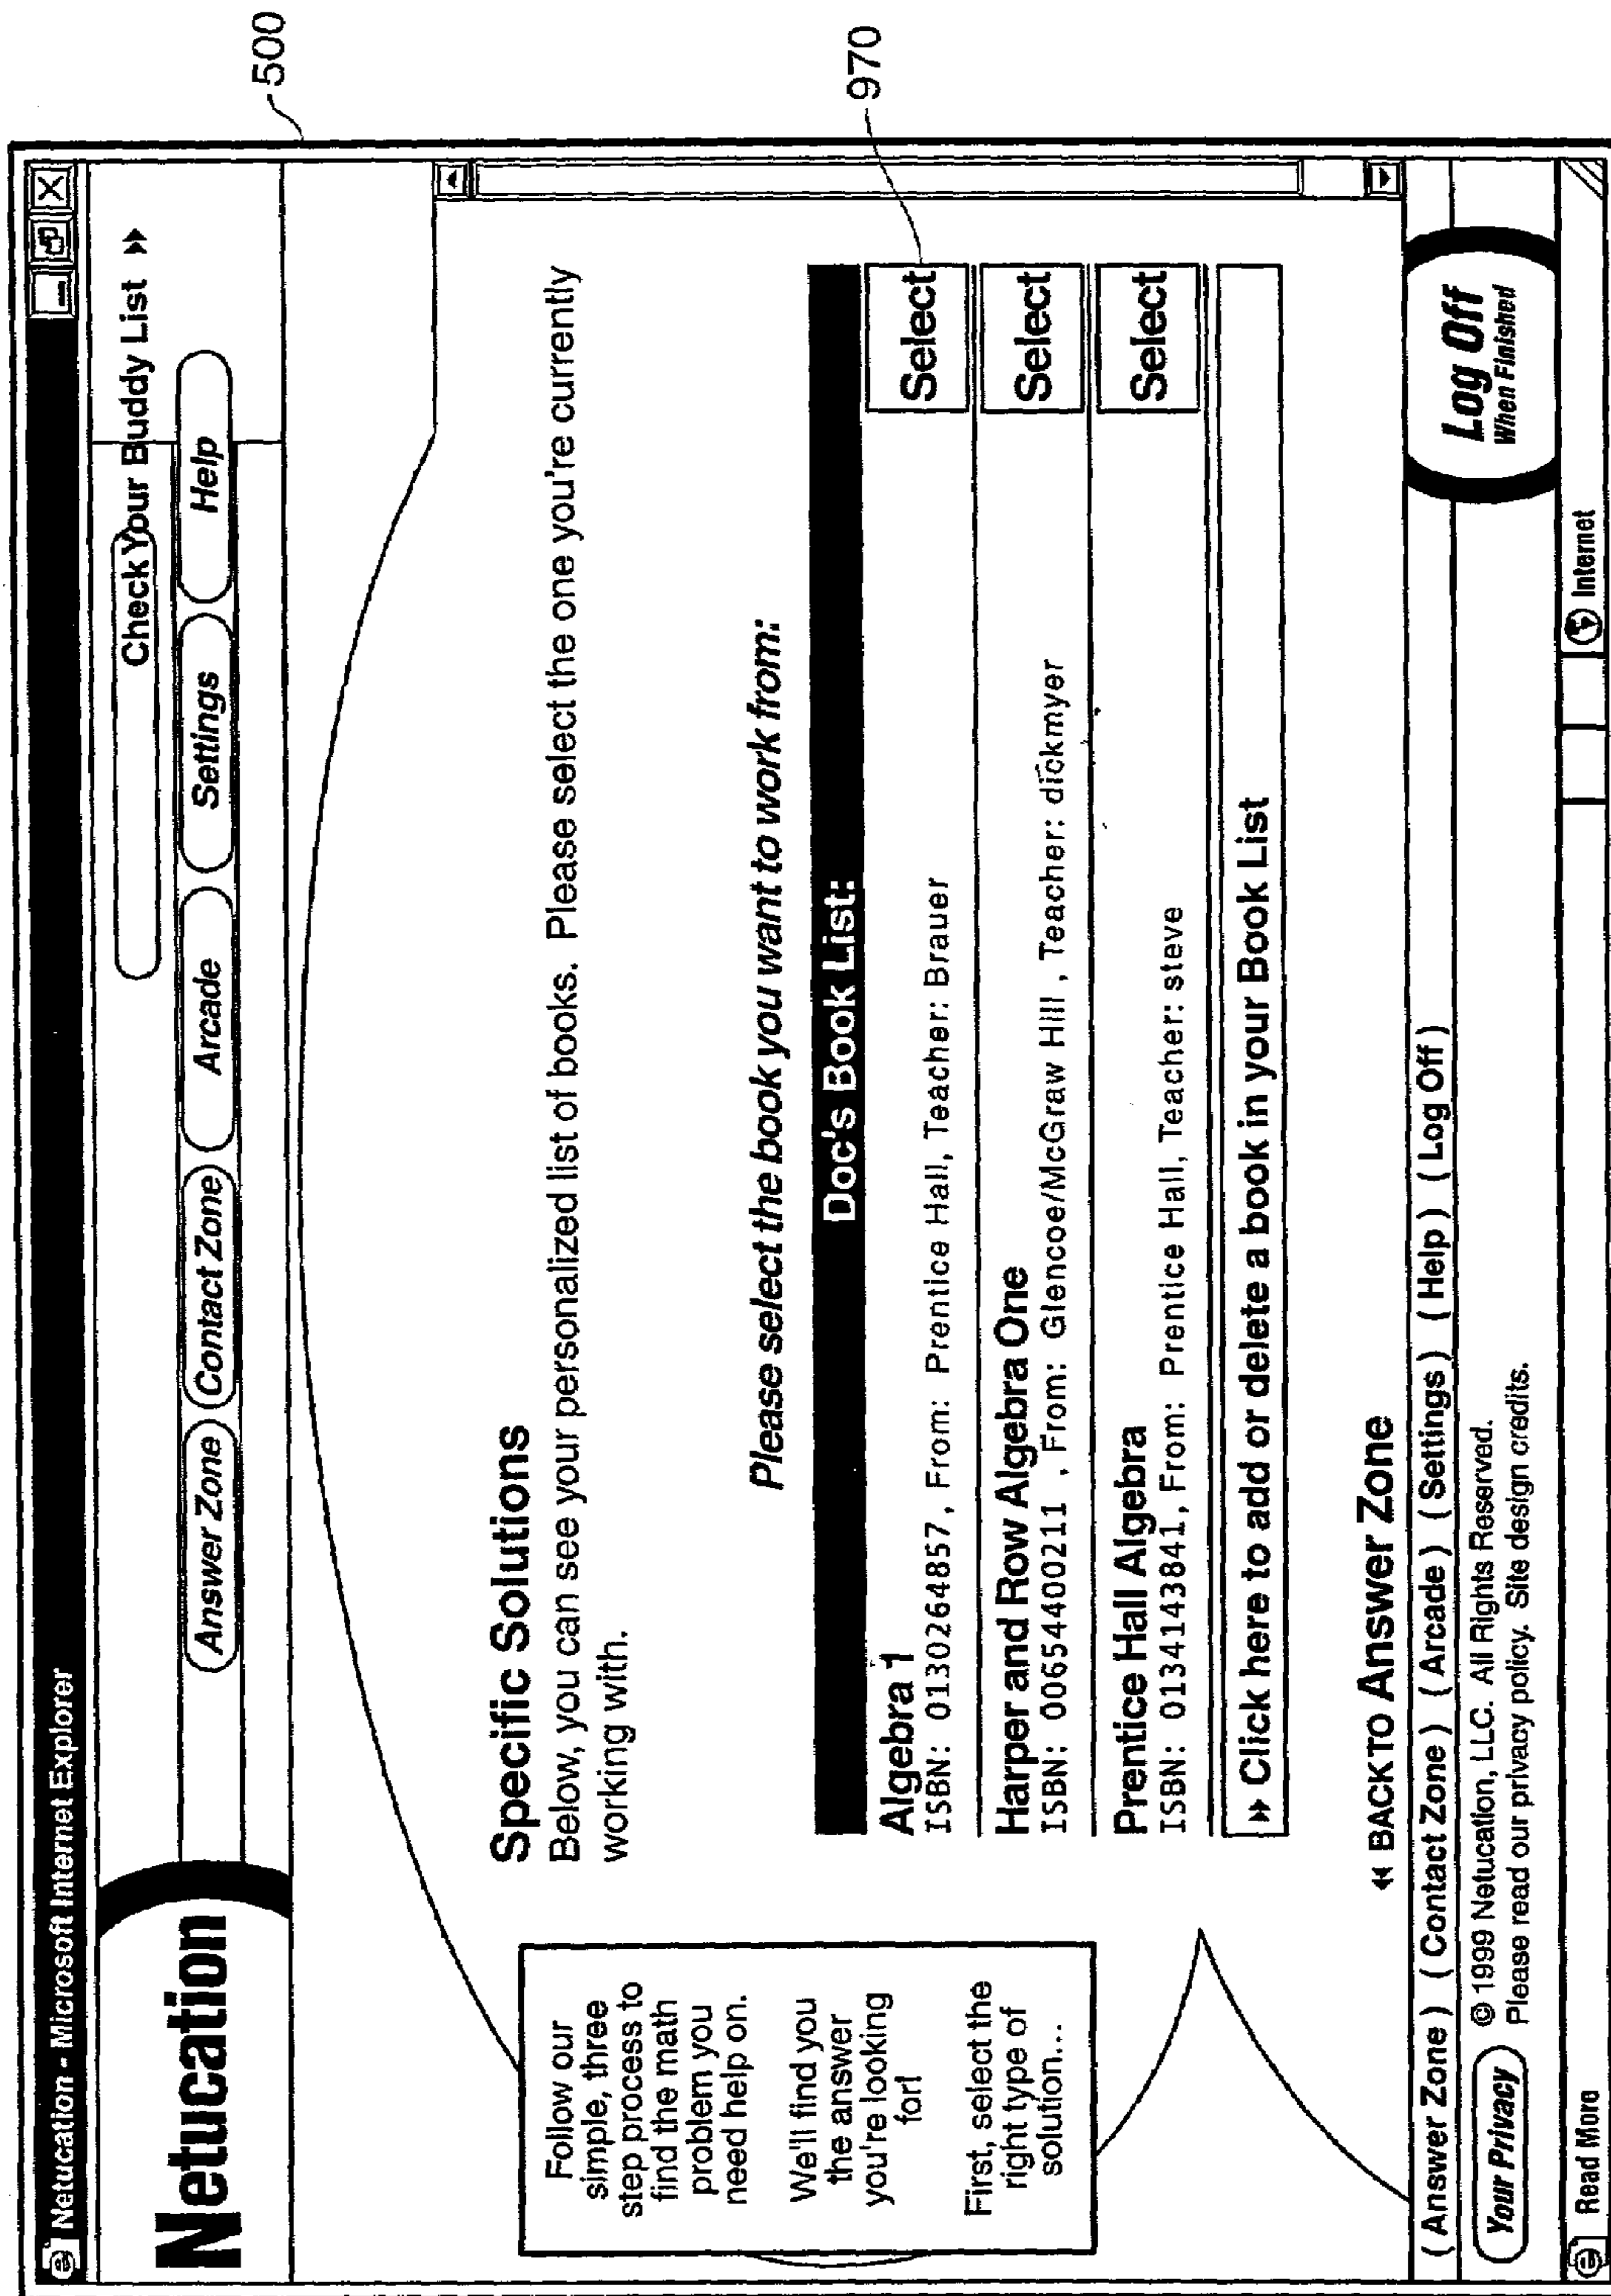 Netucation - Microsoft Internet Explorer
Netucation
Check Your Buddy List
Answer Zone Contact Zone Arcade Settings Help
500
Follow our
simple, three
step process to
find the math
problem you
need help on.
We'll find you
the answer
you're looking
for!
First, select the
right type of
solution...
Specific Solutions
Below, you can see your personalized list of books. Please select the one you're currently
working with.
Please select the book you want to work from:
Doc's Book List:
Algebra 1
ISBN: 0130264857, From: Prentice Hall, Teacher: Brauer
Select
970
Harper and Row Algebra One
ISBN: 00654400211 , From: Glencoe/McGraw Hill , Teacher: dickmyer
Select
Prentice Hall Algebra
ISBN: 0134143841, From: Prentice Hall, Teacher: steve
Select
Click here to add or delete a book in your Book List
BACK TO Answer Zone
( Answer Zone ) ( Contact Zone ) ( Arcade ) ( Settings ) ( Help ) ( Log Off )
Your Privacy
© 1999 Netucation, LLC. All Rights Reserved.
Please read our privacy policy. Site design credits.
Log Off
When Finished
Read More
Internet